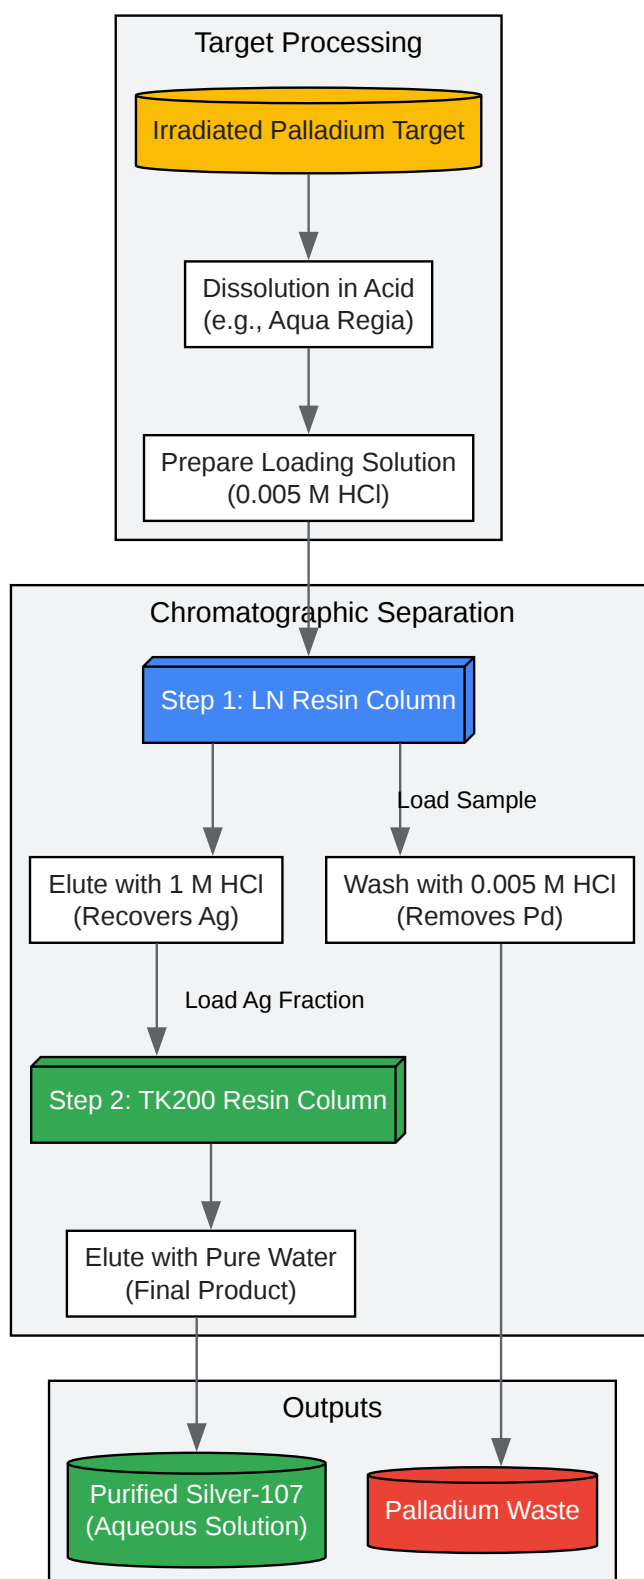 Target Processing
Irradiated Palladium Target
Dissolution in Acid
(e.g., Aqua Regia)
Prepare Loading Solution
(0.005 M HCl)
Chromatographic Separation
Step 1: LN Resin Column
Load Sample
Elute with 1 M HCl
(Recovers Ag)
Wash with 0.005 M HCl
(Removes Pd)
Load Ag Fraction
Step 2: TK200 Resin Column
Elute with Pure Water
(Final Product)
Outputs
Purified Silver-107
(Aqueous Solution)
Palladium Waste